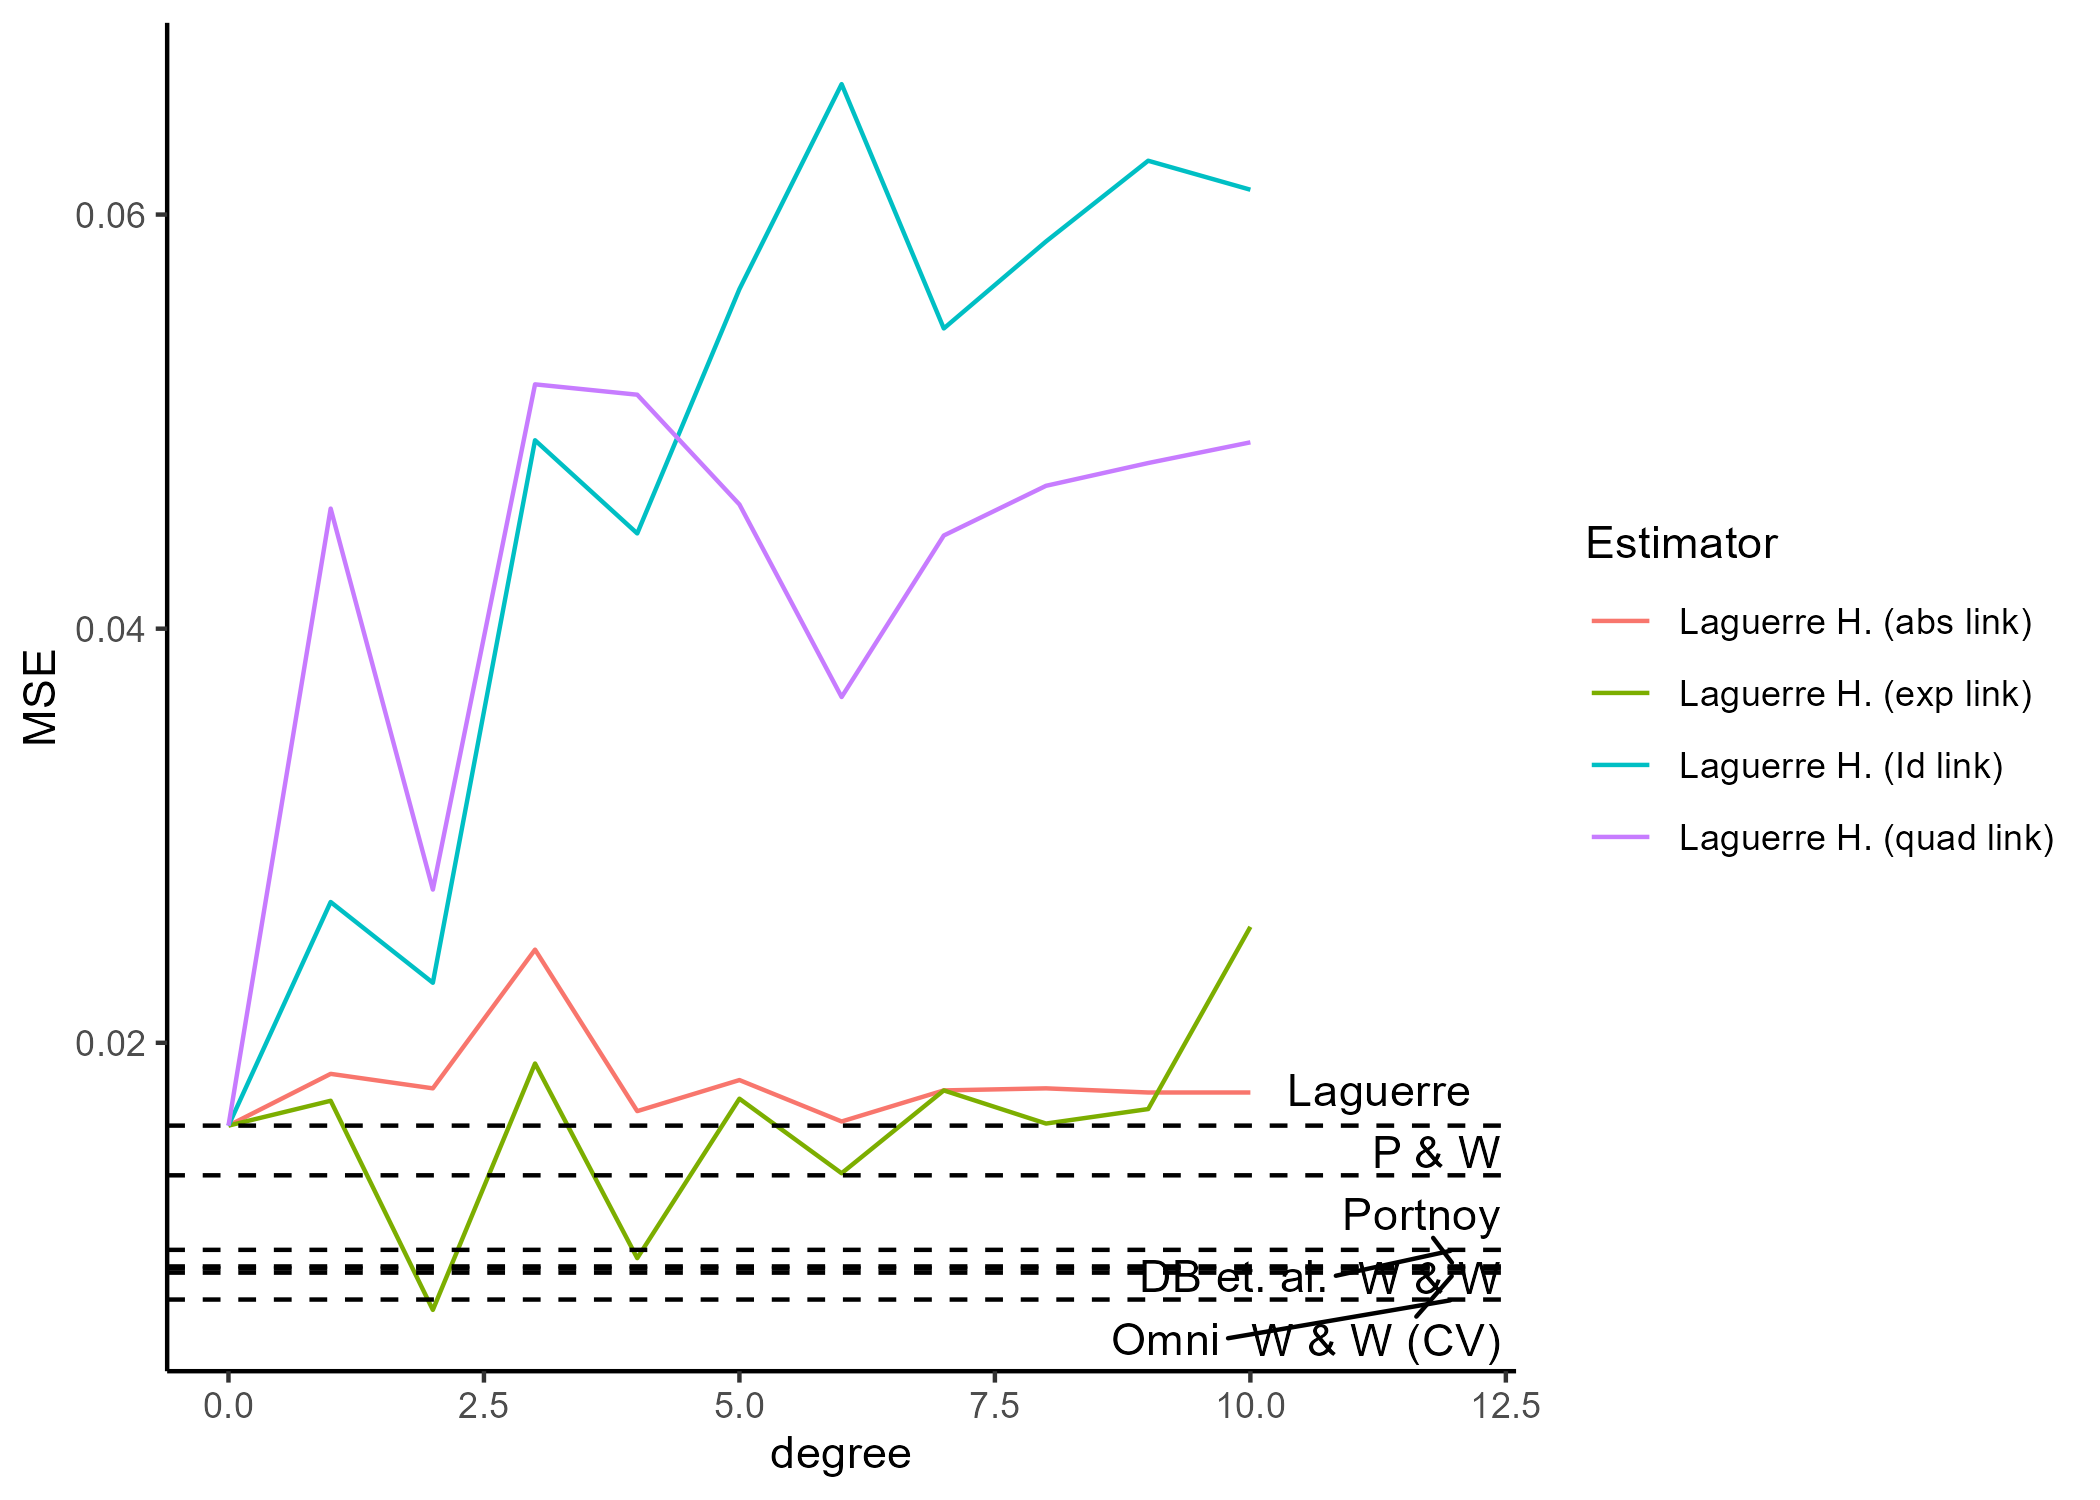 0.06
0.04
0.02
MSE
0.0
2.5
5.0
7.5
10.0
12.5
degree
Laguerre
P & W
Portnoy
DB et. al.
W & W
Omni
W & W (CV)
Estimator
Laguerre H. (abs link)
Laguerre H. (exp link)
Laguerre H. (Id link)
Laguerre H. (quad link)